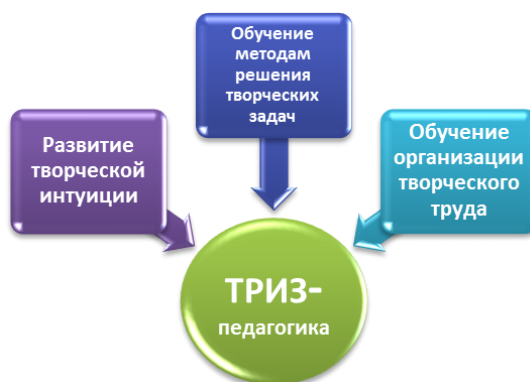 Развитие
творческой
интуиции
Обучение
методам
решения
творческих
задач
Обучение
организации
творческого
труда
ТРИЗ-
педагогика